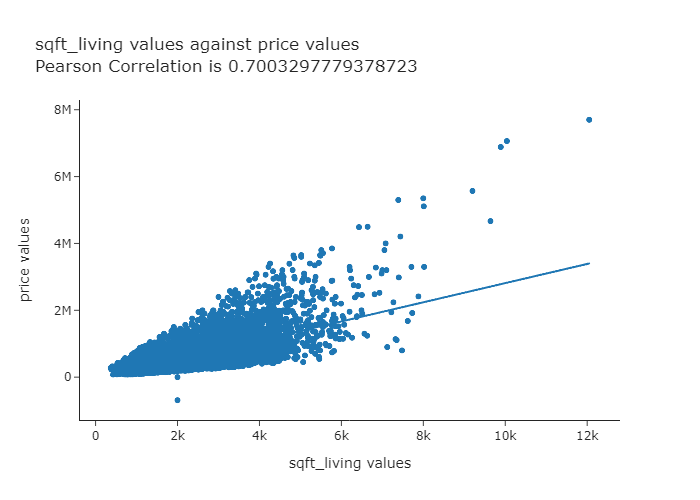 sqft_living values against price values
Pearson Correlation is 0.7003297779378723
8M
6M
4M
2M
0
price values
0
2k
4k
6k
8k
10k
12k
sqft_living values